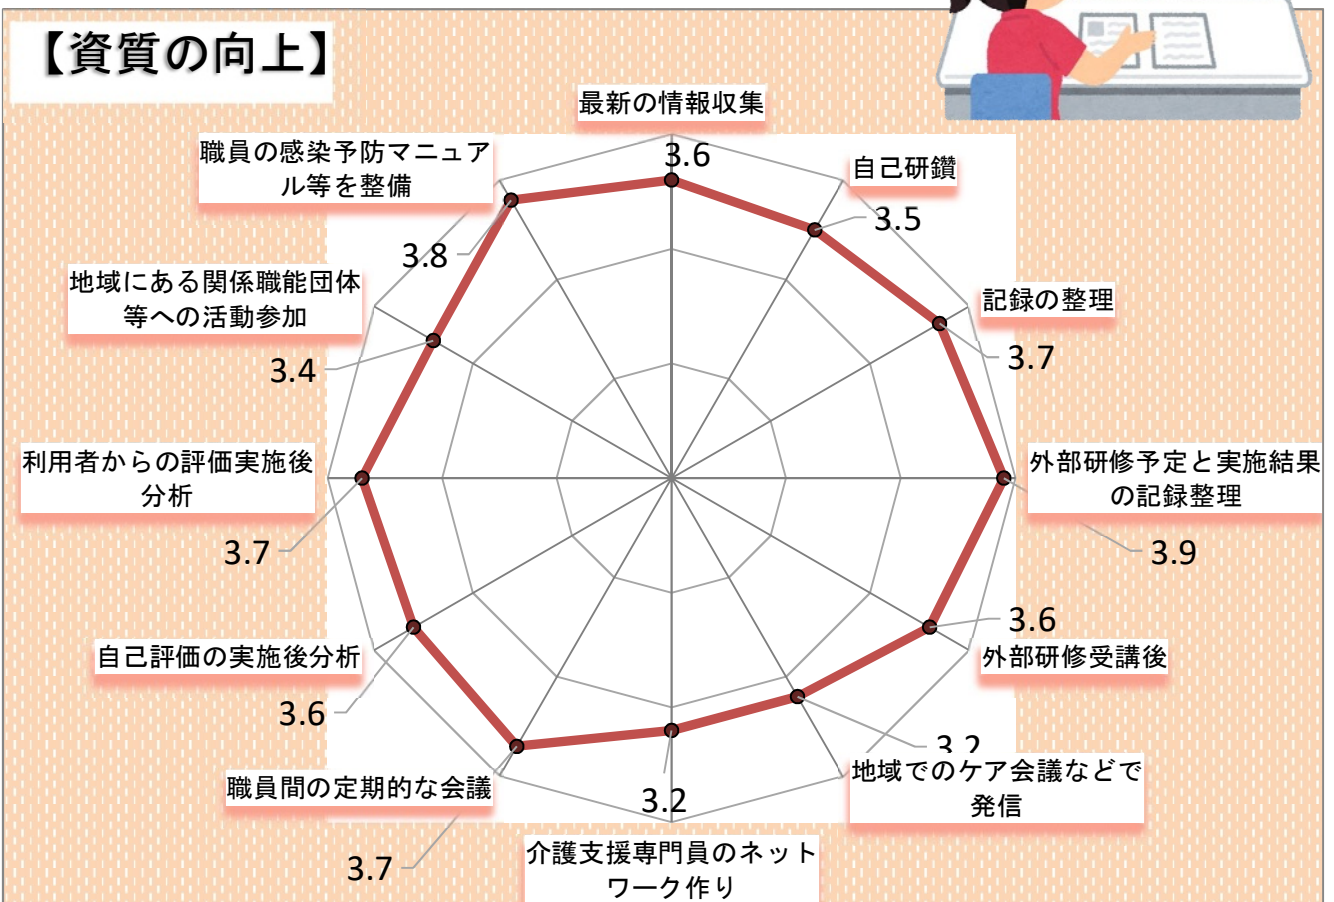 【資質の向上】
最新の情報収集
3.6
自己研鑽
3.5
記録の整理
3.7
外部研修予定と実施結果
の記録整理
3.9
3.6
外部研修受講後
3.2
地域でのケア会議などで
発信
3.2
介護支援専門員のネット
ワーク作り
職員間の定期的な会議
3.7
自己評価の実施後分析
3.6
利用者からの評価実施後
分析
3.7
地域にある関係職能団体
等への活動参加
3.4
職員の感染予防マニュア
ル等を整備
3.8